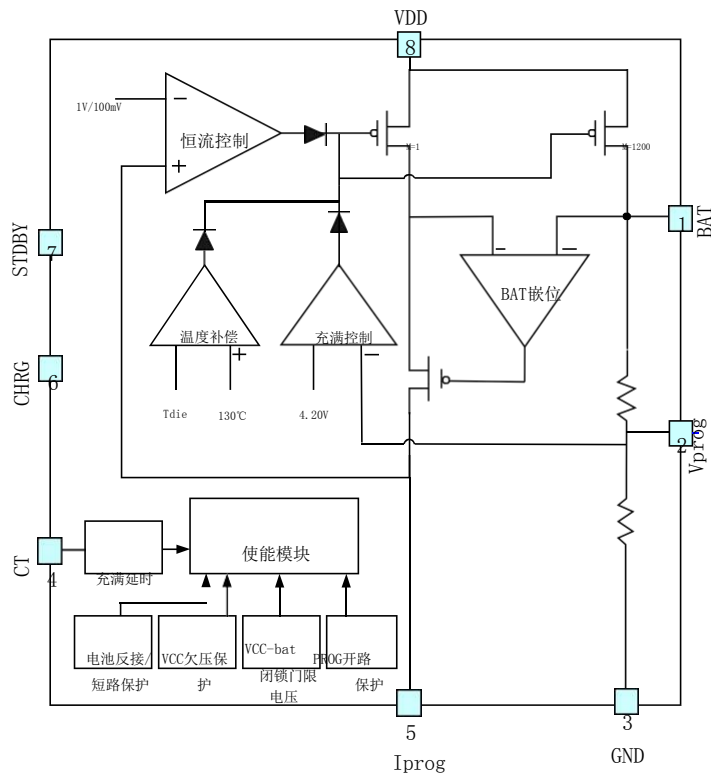 VDD
8
1V/100mV
恒流控制
M=1
M=1200
STDBY
7
1
BAT
BAT嵌位
温度补偿
充满控制
CHRG
6
Tdie
130℃
4.20V
2
Vprog
CT
4
充满延时
使能模块
电池反接/
短路保护
VCC欠压保
护
VCC-bat
闭锁门限
电压
PROG开路
保护
5
Iprog
3
GND